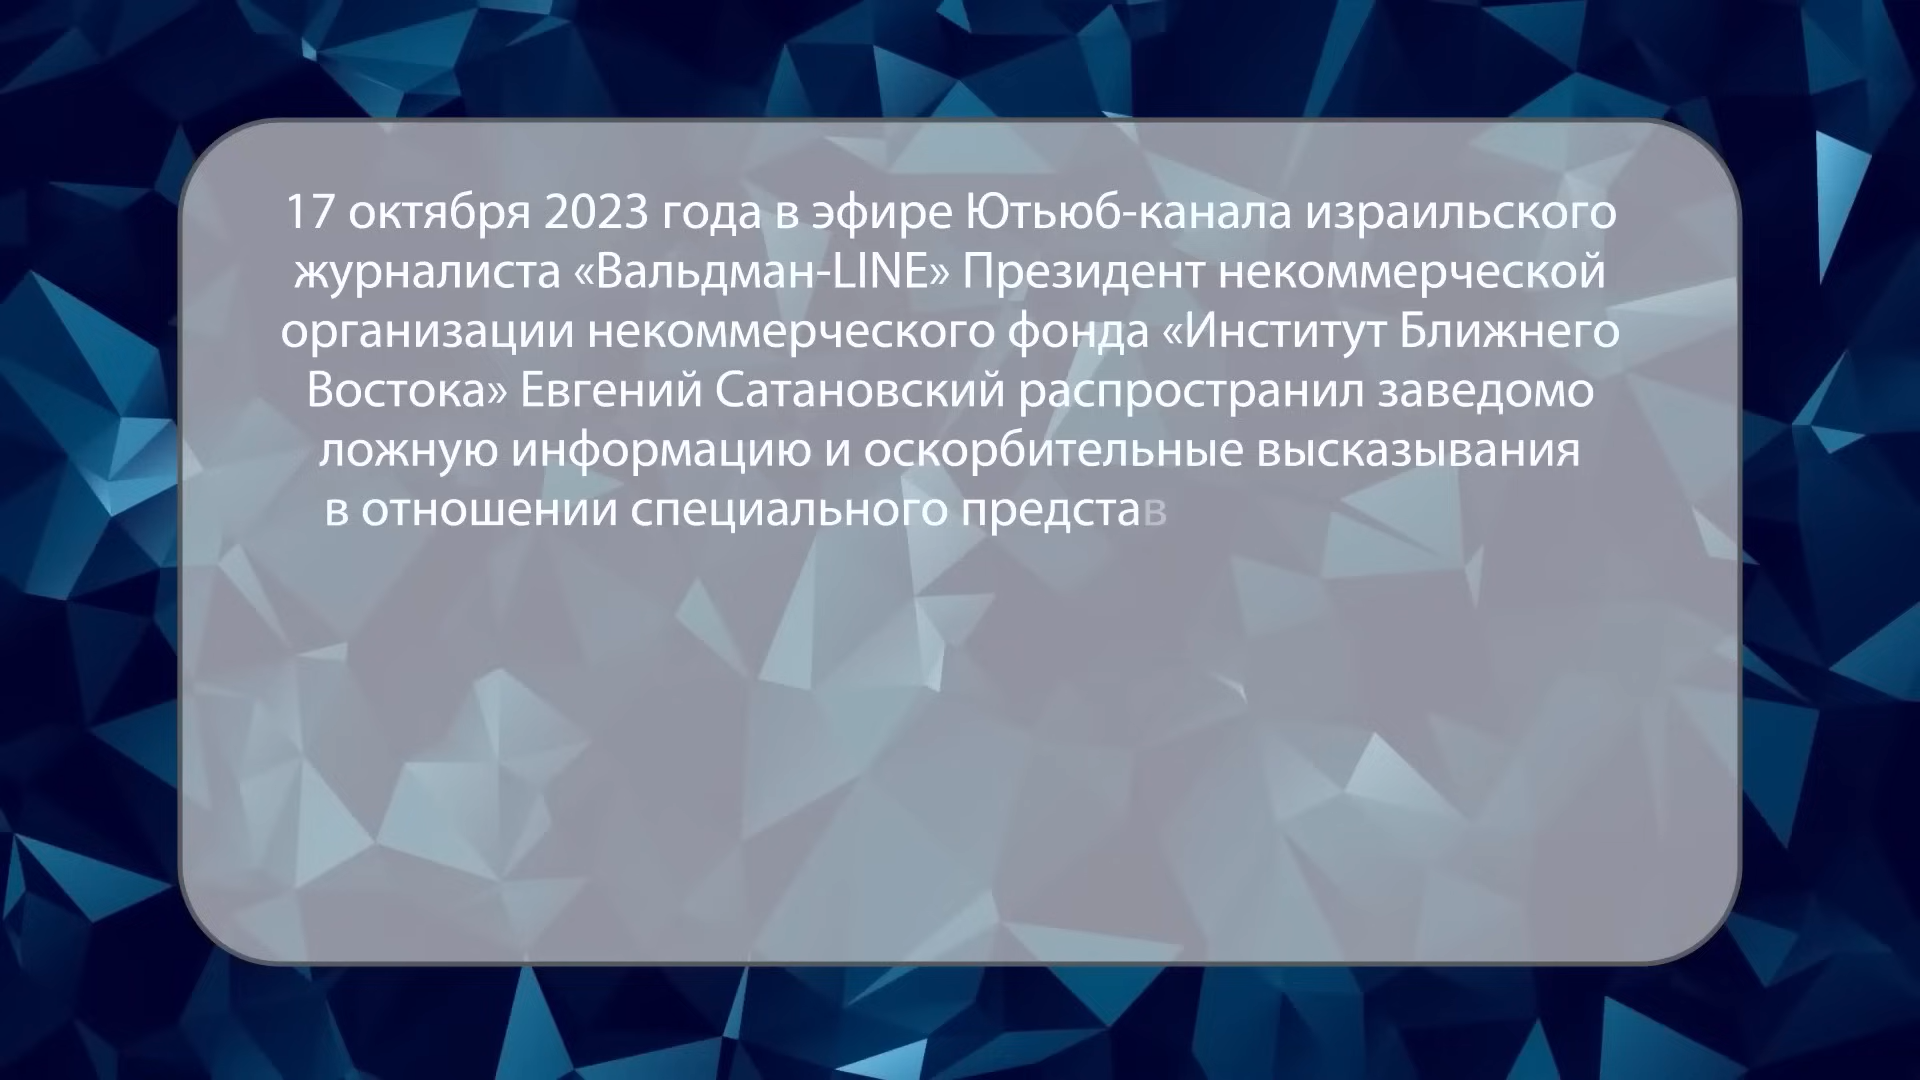 17 октября 2023 года в эфире Ютьюб-канала израильского
журналиста «Вальдман-LINE» Президент некоммерческой
организации некоммерческого фонда «Институт Ближнего
Востока» Евгений Сатановский распространил заведомо
ложную информацию и оскорбительные высказывания
в отношении специального представ